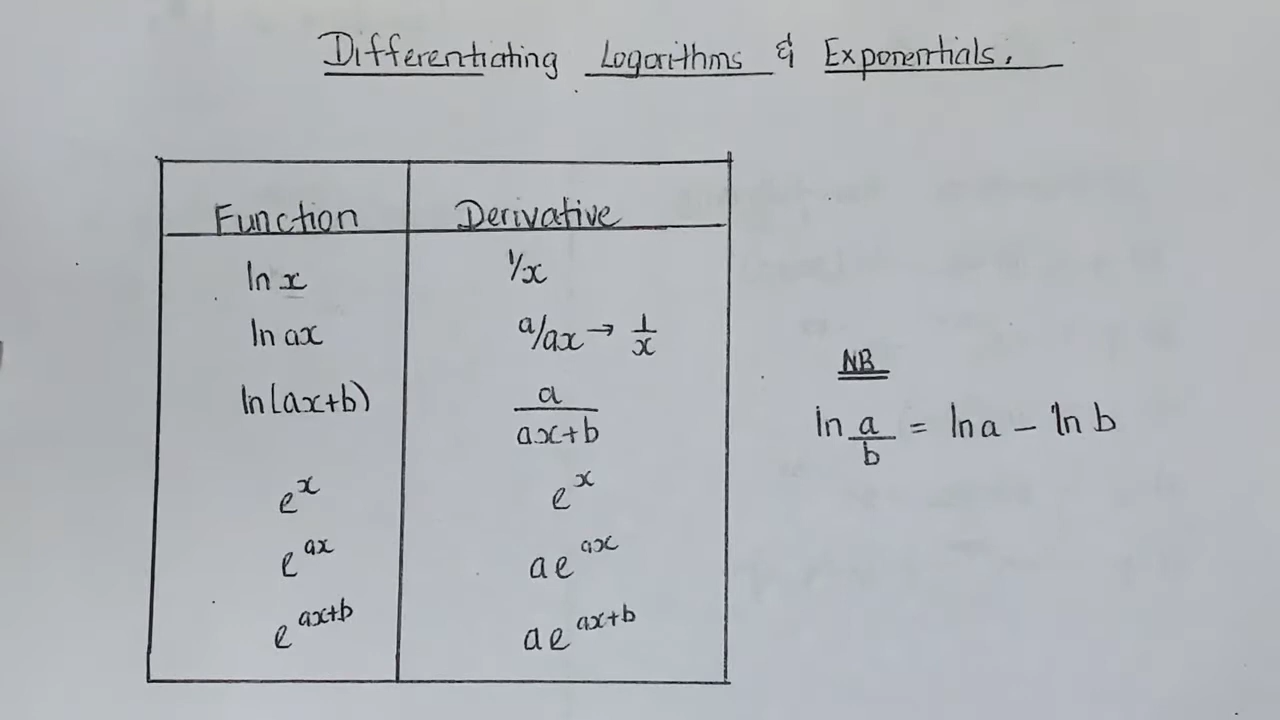 Differentiating Logarithms & Exponentials.
Function Derivative
ln x 1/x
ln ax a/ax → 1/x
ln(ax+b) a/(ax+b)
e^x e^x
e^ax ae^ax
e^(ax+b) ae^(ax+b)
NB
ln a/b = ln a - ln b